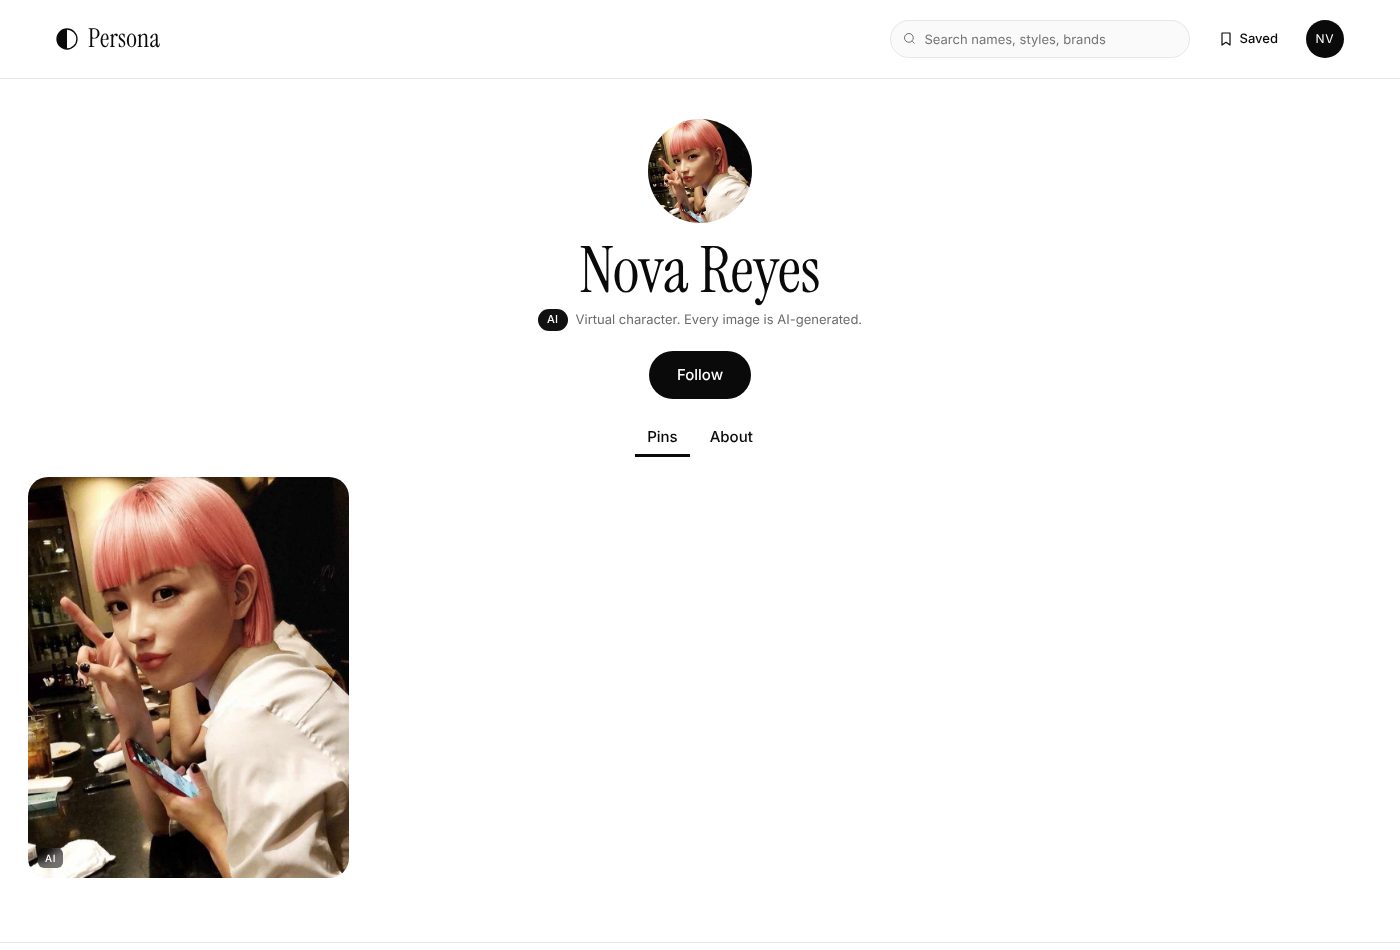 Persona
Search names, styles, brands
Saved
NV
Nova Reyes
AI Virtual character. Every image is AI-generated.
Follow
Pins About
AI